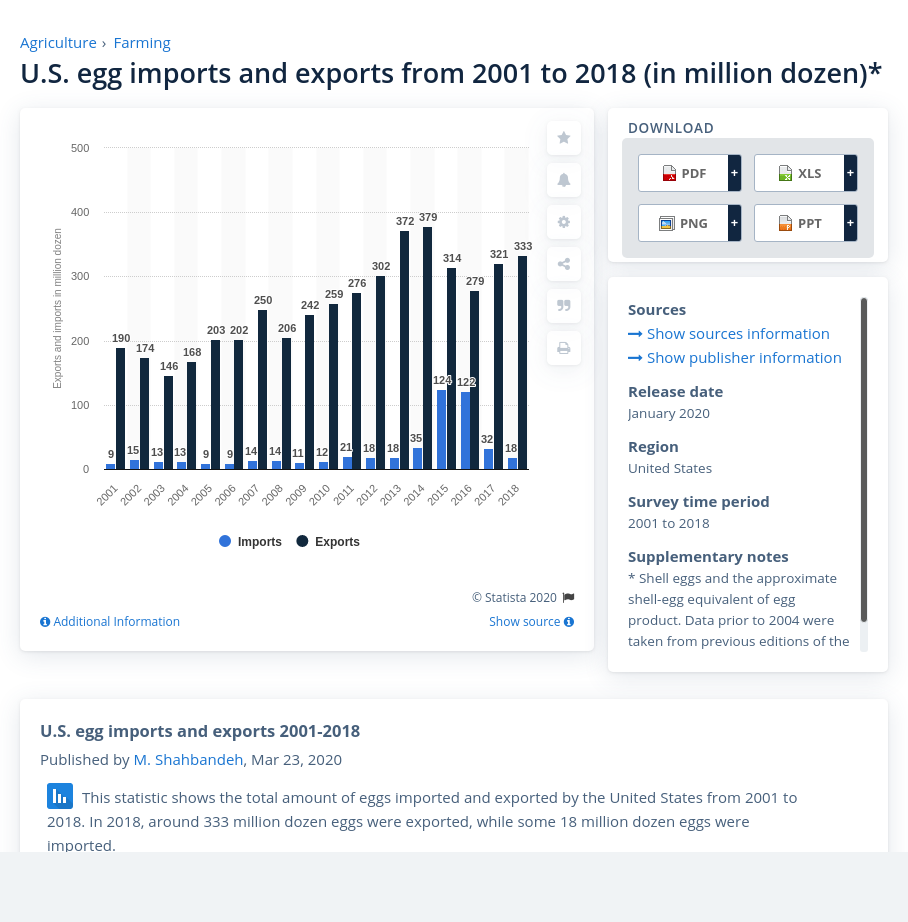 Agriculture › Farming
U.S. egg imports and exports from 2001 to 2018 (in million dozen)*
Exports and imports in million dozen
500
400
300
200
100
0
9 190
15 174
13 146
13 168
9 203
9 202
14 250
14 206
11 242
12 259
21 276
18 302
18 372
35 379
124 314
122 279
32 321
18 333
2001 2002 2003 2004 2005 2006 2007 2008 2009 2010 2011 2012 2013 2014 2015 2016 2017 2018
Imports Exports
© Statista 2020
Additional Information Show source
DOWNLOAD
PDF + XLS +
PNG + PPT +
Sources
Show sources information
Show publisher information
Release date
January 2020
Region
United States
Survey time period
2001 to 2018
Supplementary notes
* Shell eggs and the approximate
shell-egg equivalent of egg
product. Data prior to 2004 were
taken from previous editions of the
U.S. egg imports and exports 2001-2018
Published by M. Shahbandeh, Mar 23, 2020
This statistic shows the total amount of eggs imported and exported by the United States from 2001 to
2018. In 2018, around 333 million dozen eggs were exported, while some 18 million dozen eggs were
imported.